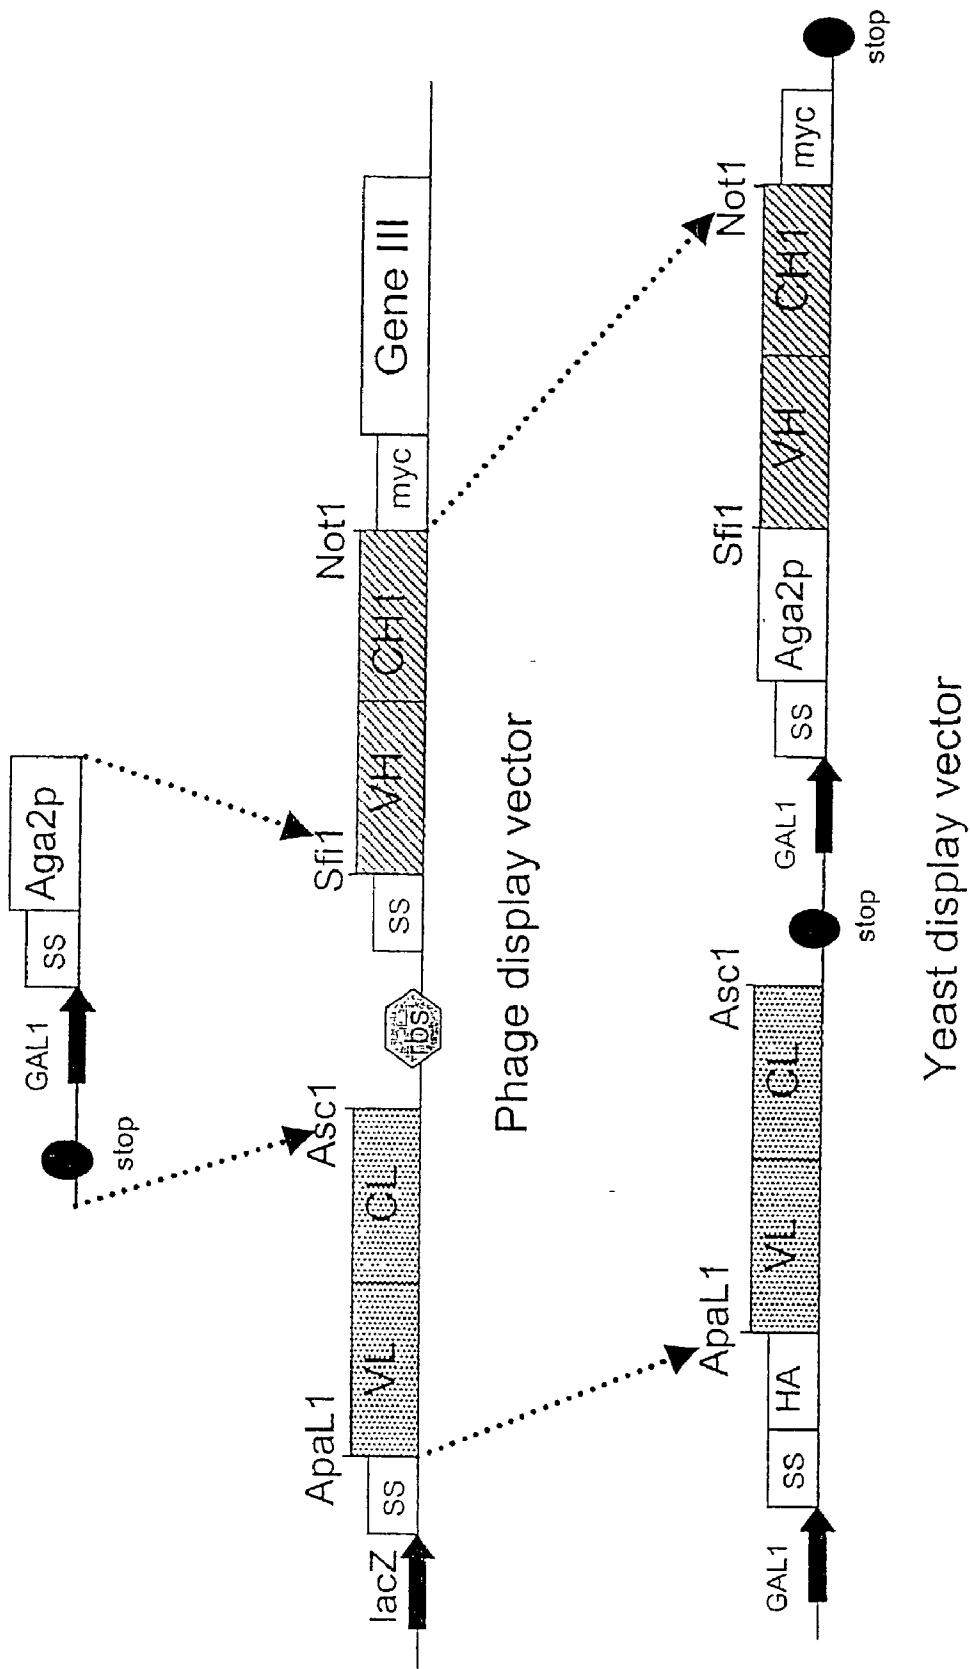 stop
GAL1
ss
Aga2p
lacZ
ss
ApaL1
VL
CL
Asc1
rbs
ss
Sfi1
VH
CH1
Not1
myc
Gene III
Phage display vector
GAL1
ss
HA
ApaL1
VL
CL
Asc1
stop
GAL1
ss
Aga2p
Sfi1
VH
CH1
Not1
myc
stop
Yeast display vector